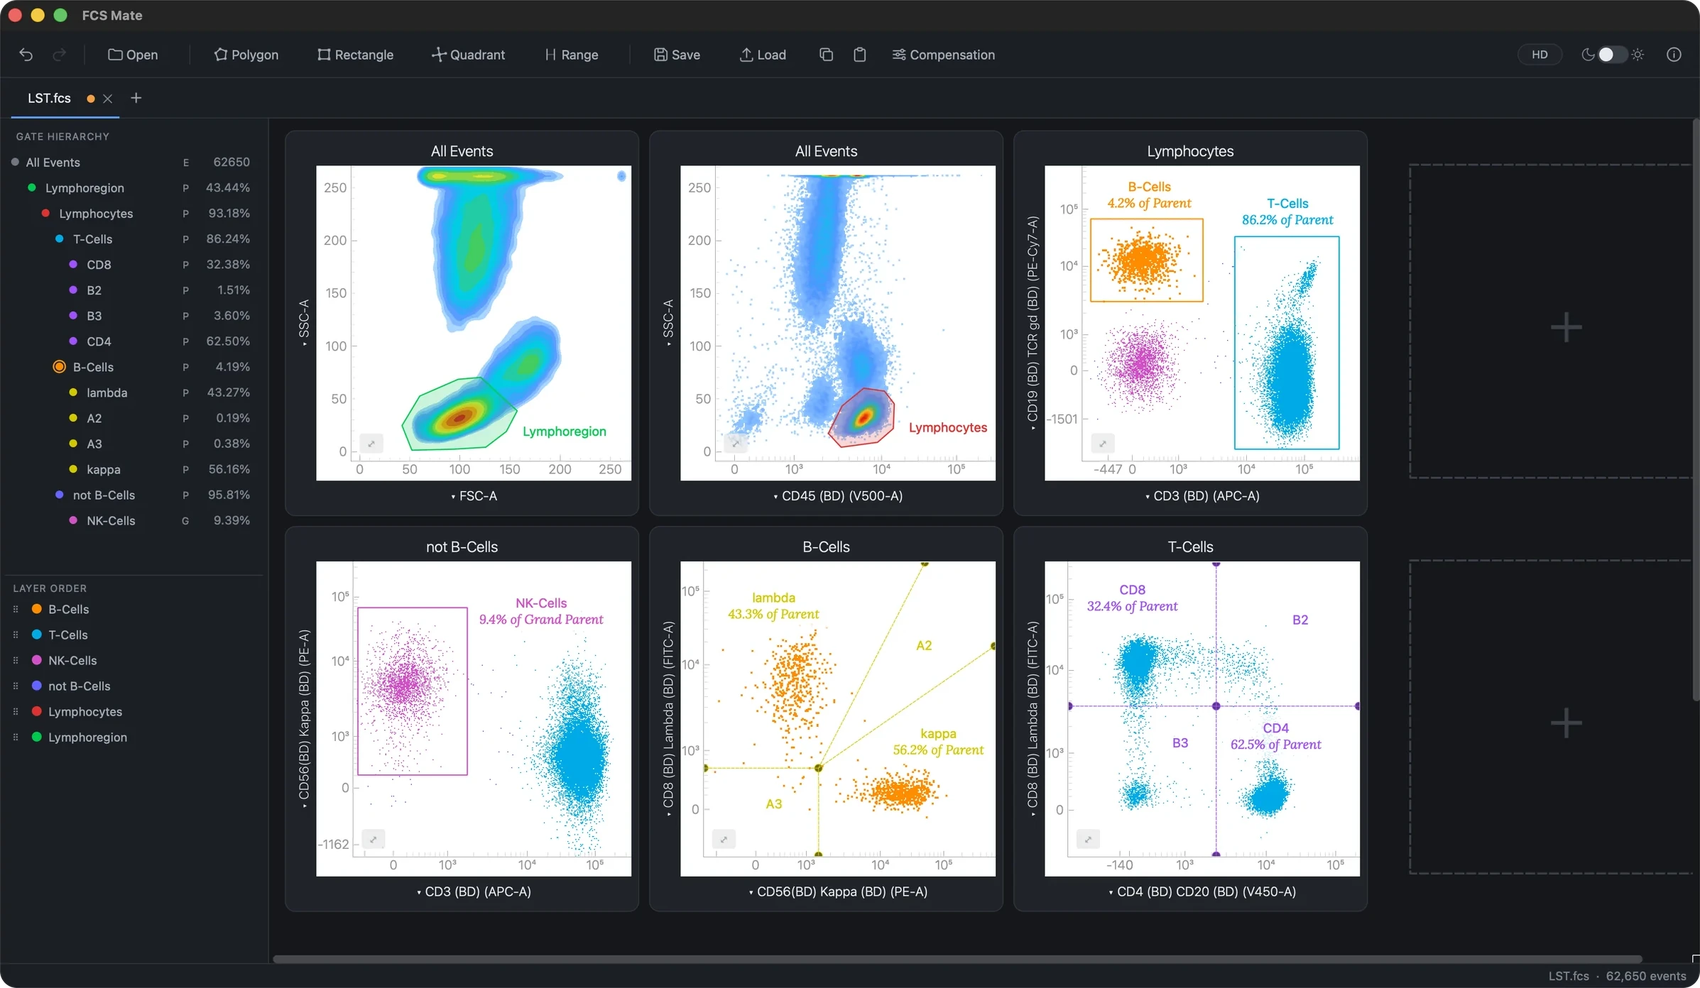 FCS Mate
Open
Polygon
Rectangle
Quadrant
Range
Save
Load
Compensation
HD
LST.fcs
GATE HIERARCHY
All Events E 62650
Lymphoregion P 43.44%
Lymphocytes P 93.18%
T-Cells P 86.24%
CD8 P 32.38%
B2 P 1.51%
B3 P 3.60%
CD4 P 62.50%
B-Cells P 4.19%
lambda P 43.27%
A2 P 0.19%
A3 P 0.38%
kappa P 56.16%
not B-Cells P 95.81%
NK-Cells G 9.39%
LAYER ORDER
B-Cells
T-Cells
NK-Cells
not B-Cells
Lymphocytes
Lymphoregion
All Events
250
200
150
100
50
0
SSC-A
Lymphoregion
0 50 100 150 200 250
FSC-A
All Events
250
200
150
100
50
0
SSC-A
Lymphocytes
0 10³ 10⁴ 10⁵
CD45 (BD) (V500-A)
Lymphocytes
B-Cells
4.2% of Parent
T-Cells
86.2% of Parent
10⁵
10⁴
10³
0
-1501
CD19 (BD) TCR gd (BD) (PE-Cy7-A)
-447 0 10³ 10⁴ 10⁵
CD3 (BD) (APC-A)
not B-Cells
NK-Cells
9.4% of Grand Parent
10⁵
10⁴
10³
0
-1162
CD56(BD) Kappa (BD) (PE-A)
0 10³ 10⁴ 10⁵
CD3 (BD) (APC-A)
B-Cells
lambda
43.3% of Parent
A2
kappa
56.2% of Parent
A3
10⁵
10⁴
10³
0
CD8 (BD) Lambda (BD) (FITC-A)
0 10³ 10⁴ 10⁵
CD56(BD) Kappa (BD) (PE-A)
T-Cells
CD8
32.4% of Parent
B2
B3
CD4
62.5% of Parent
10⁵
10⁴
10³
0
CD8 (BD) Lambda (BD) (FITC-A)
-140 10³ 10⁴ 10⁵
CD4 (BD) CD20 (BD) (V450-A)
LST.fcs · 62,650 events